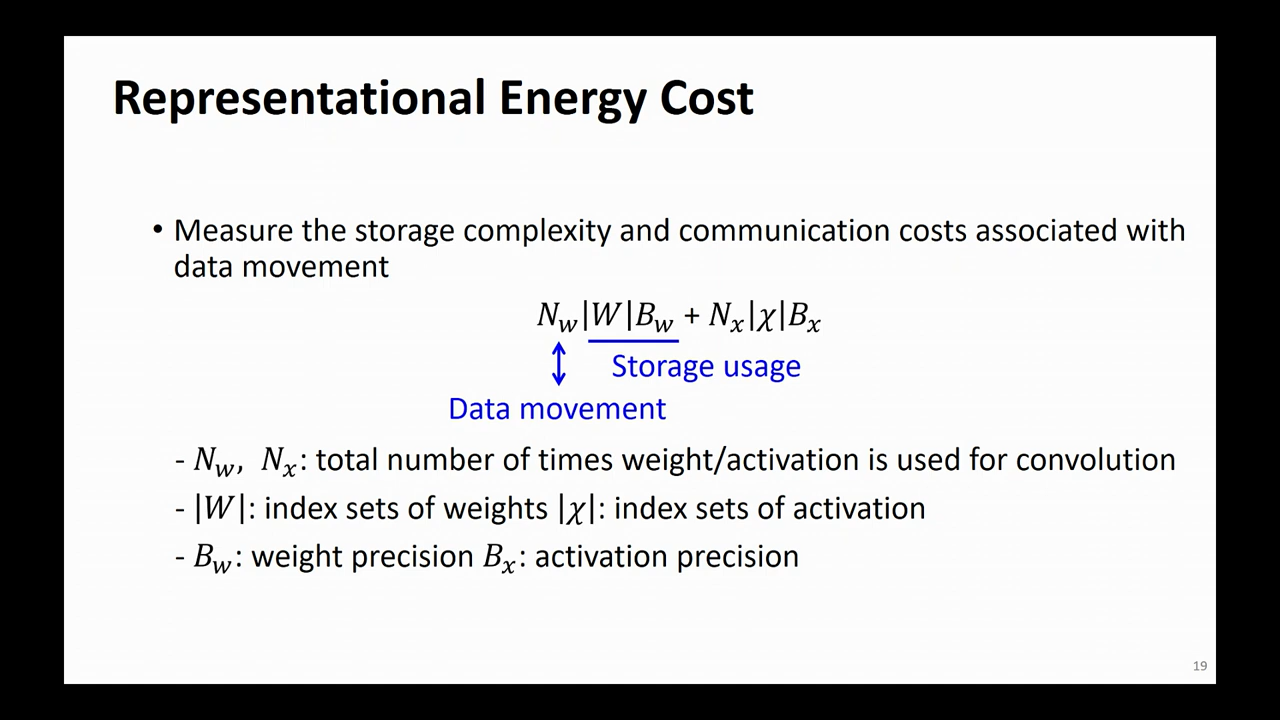 Representational Energy Cost
• Measure the storage complexity and communication costs associated with
data movement
N_w|W|B_w + N_x|χ|B_x
Storage usage
Data movement
- N_w, N_x: total number of times weight/activation is used for convolution
- |W|: index sets of weights |χ|: index sets of activation
- B_w: weight precision B_x: activation precision
19